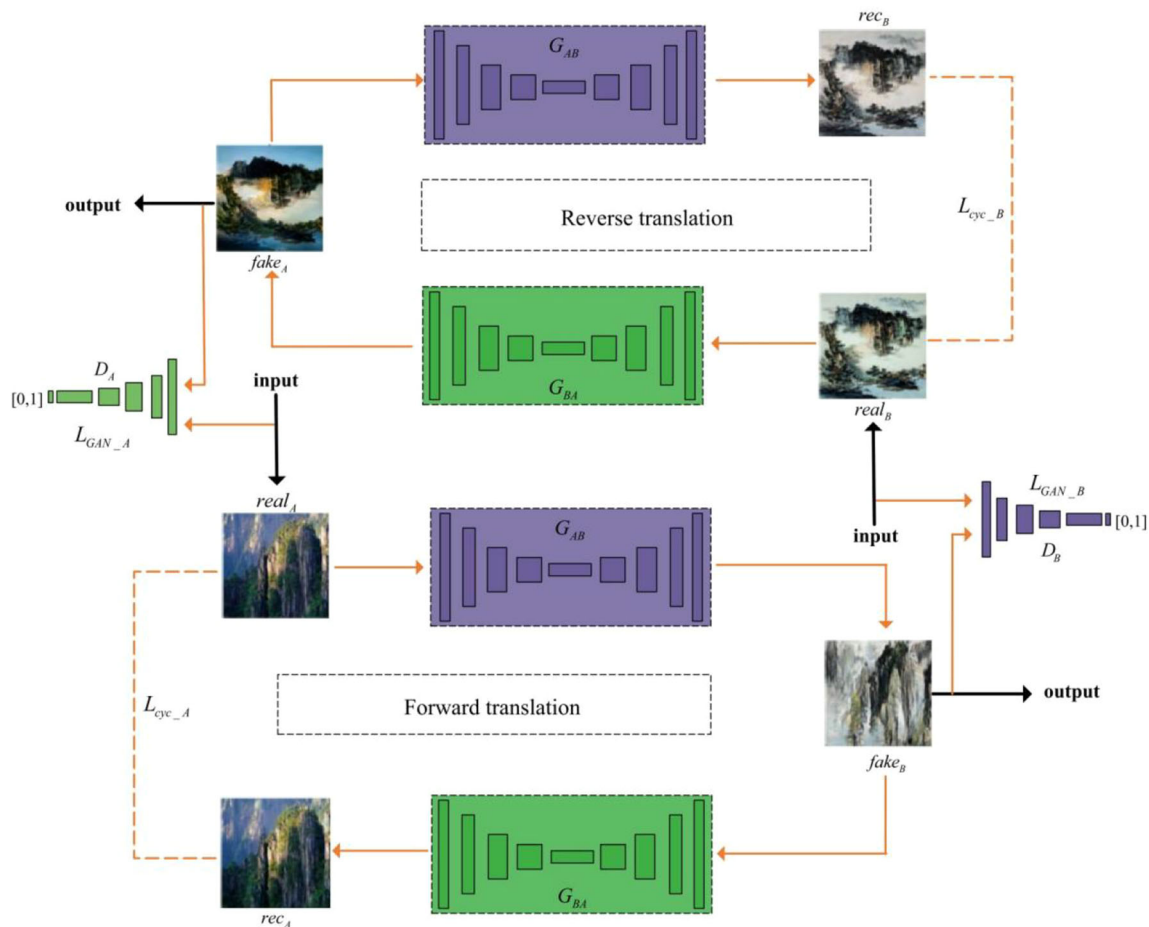 rec_B
G_AB
output
Reverse translation
L_cyc_B
fake_A
D_A
input
[0,1]
G_BA
real_B
L_GAN_A
real_A
G_AB
L_GAN_B
input
[0,1]
D_B
L_cyc_A
Forward translation
output
fake_B
G_BA
rec_A